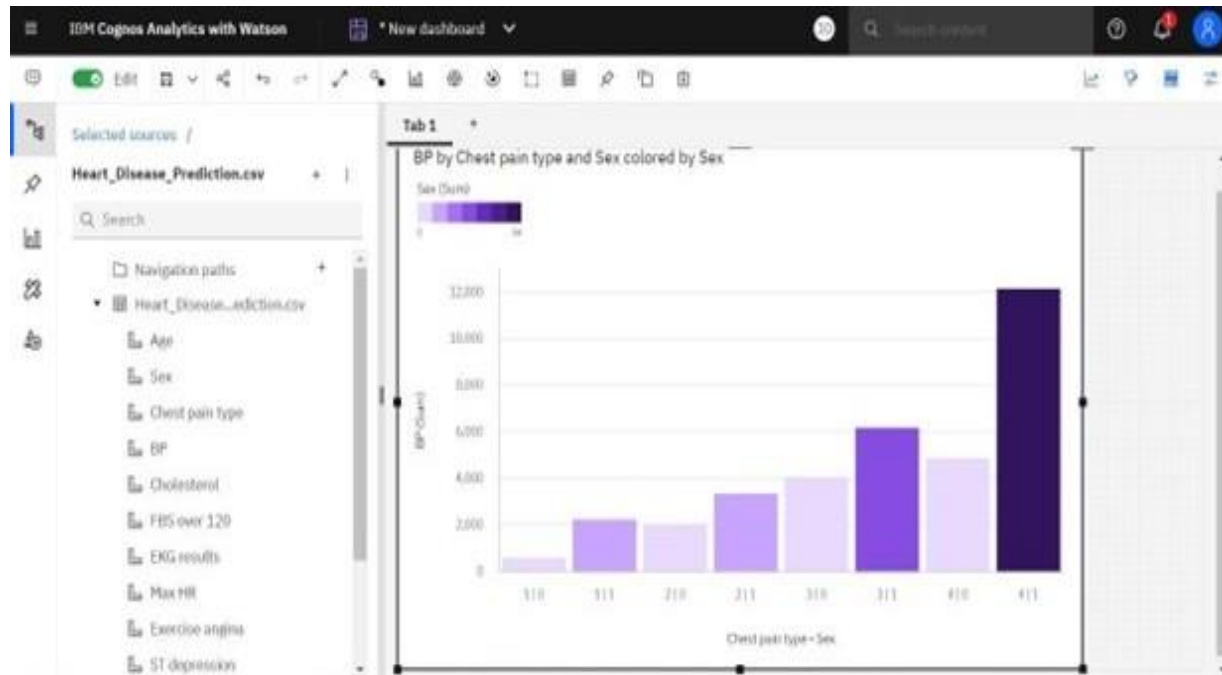 IBM Cognos Analytics with Watson
* New dashboard
Search content
Edit
Selected sources /
Heart_Disease_Prediction.csv
Search
Navigation paths
Heart_Disease...ediction.csv
Age
Sex
Chest pain type
BP
Cholesterol
FBS over 120
EKG results
Max HR
Exercise angina
ST depression
Tab 1 +
BP by Chest pain type and Sex colored by Sex
Sex (Sum)
0
BP (Sum)
12,000
10,000
8,000
6,000
4,000
2,000
0
1|0 1|1 2|0 2|1 3|0 3|1 4|0 4|1
Chest pain type - Sex